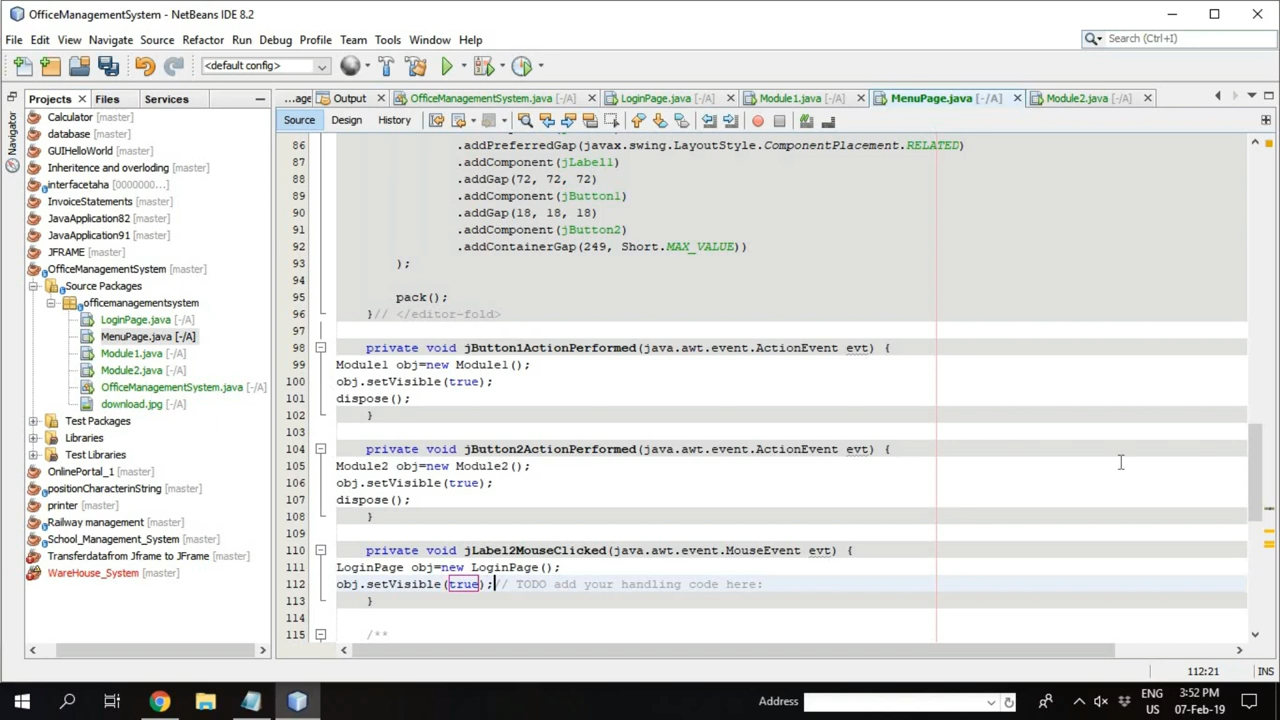 OfficeManagementSystem - NetBeans IDE 8.2
File Edit View Navigate Source Refactor Run Debug Profile Team Tools Window Help
Search (Ctrl+I)
<default config>
Projects Files Services
...age Output OfficeManagementSystem.java [-/A] LoginPage.java [-/A] Module1.java [-/A] MenuPage.java [-/A] Module2.java [-/A]
Source Design History
Navigator
Calculator [master]
database [master]
GUIHelloWorld [master]
Inheritence and overloding [master]
interfacetaha [0000000...]
InvoiceStatements [master]
JavaApplication82 [master]
JavaApplication91 [master]
JFRAME [master]
OfficeManagementSystem [master]
Source Packages
officemanagementsystem
LoginPage.java [-/A]
MenuPage.java [-/A]
Module1.java [-/A]
Module2.java [-/A]
OfficeManagementSystem.java [-/A]
download.jpg [-/A]
Test Packages
Libraries
Test Libraries
OnlinePortal_1 [master]
positionCharacterinString [master]
printer [master]
Railway management [master]
School_Management_System [master]
Transferdatafrom Jframe to JFrame [master]
WareHouse_System [master]
86 .addPreferredGap(javax.swing.LayoutStyle.ComponentPlacement.RELATED)
87 .addComponent(jLabel1)
88 .addGap(72, 72, 72)
89 .addComponent(jButton1)
90 .addGap(18, 18, 18)
91 .addComponent(jButton2)
92 .addContainerGap(249, Short.MAX_VALUE))
93 );
94
95 pack();
96 }// </editor-fold>
97
98 private void jButton1ActionPerformed(java.awt.event.ActionEvent evt) {
99 Module1 obj=new Module1();
100 obj.setVisible(true);
101 dispose();
102 }
103
104 private void jButton2ActionPerformed(java.awt.event.ActionEvent evt) {
105 Module2 obj=new Module2();
106 obj.setVisible(true);
107 dispose();
108 }
109
110 private void jLabel2MouseClicked(java.awt.event.MouseEvent evt) {
111 LoginPage obj=new LoginPage();
112 obj.setVisible(true);// TODO add your handling code here:
113 }
114
115 /**
112:21 INS
Address
ENG
US
3:52 PM
07-Feb-19